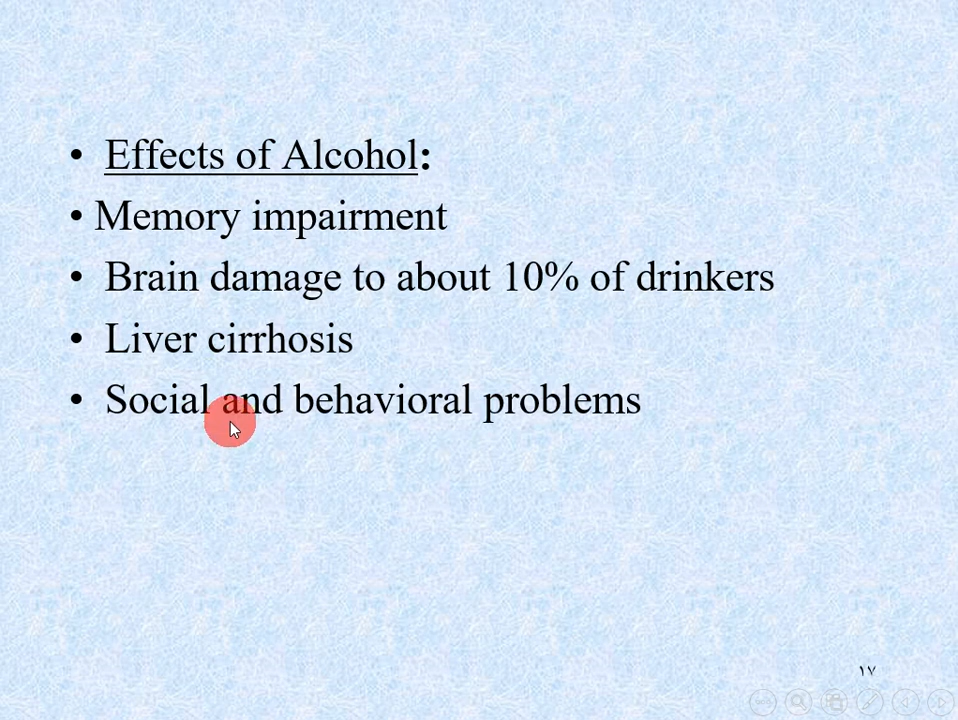 • Effects of Alcohol:
• Memory impairment
• Brain damage to about 10% of drinkers
• Liver cirrhosis
• Social and behavioral problems
١٧